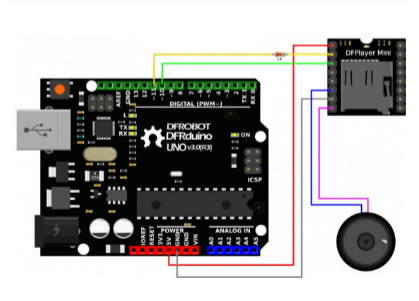 DFPlayer Mini
1K
AREF
GND
13
12
~11
~10
~9
8
7
~6
~5
4
~3
2
TX 1
RX 0
DIGITAL (PWM~)
L
TX
RX
DFROBOT
DFRduino
UNO V3.0[R3]
ON
ICSP
POWER
ANALOG IN
IOREF
RESET
3V3
5V
GND
GND
VIN
A0
A1
A2
A3
A4
A5